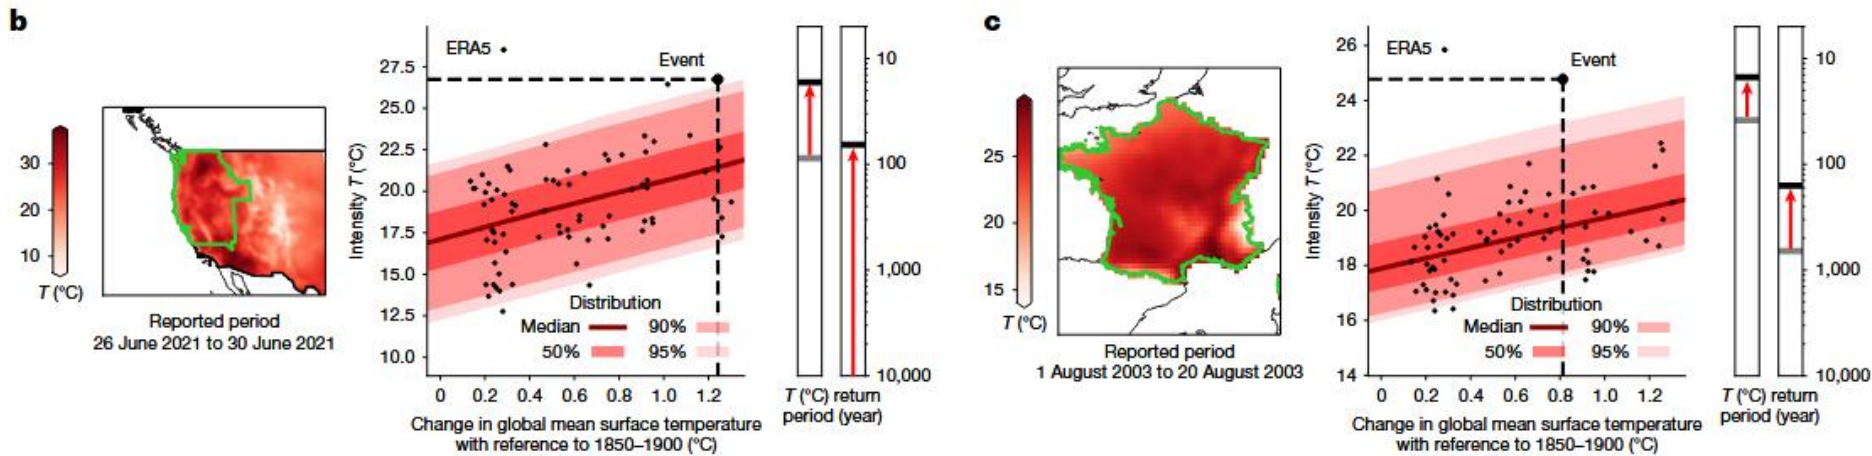 b
30
20
10
T (°C)
Reported period
26 June 2021 to 30 June 2021
Intensity T (°C)
27.5
25.0
22.5
20.0
17.5
15.0
12.5
10.0
ERA5
Event
Distribution
Median
90%
50%
95%
0 0.2 0.4 0.6 0.8 1.0 1.2
Change in global mean surface temperature
with reference to 1850–1900 (°C)
10
100
1,000
10,000
T (°C) return
period (year)
c
25
20
15
T (°C)
Reported period
1 August 2003 to 20 August 2003
Intensity T (°C)
26
24
22
20
18
16
14
ERA5
Event
Distribution
Median
90%
50%
95%
0 0.2 0.4 0.6 0.8 1.0 1.2
Change in global mean surface temperature
with reference to 1850–1900 (°C)
10
100
1,000
10,000
T (°C) return
period (year)